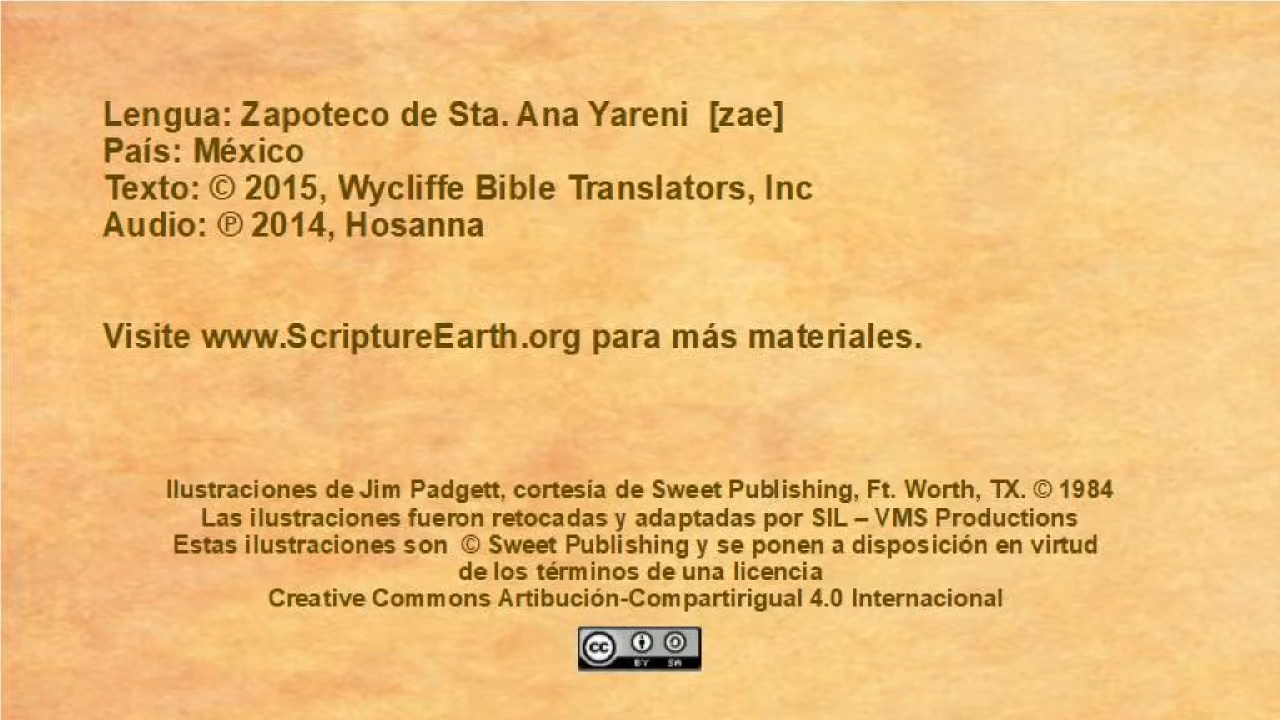 Lengua: Zapoteco de Sta. Ana Yareni [zae]
País: México
Texto: © 2015, Wycliffe Bible Translators, Inc
Audio: ℗ 2014, Hosanna
Visite www.ScriptureEarth.org para más materiales.
Ilustraciones de Jim Padgett, cortesía de Sweet Publishing, Ft. Worth, TX. © 1984
Las ilustraciones fueron retocadas y adaptadas por SIL – VMS Productions
Estas ilustraciones son © Sweet Publishing y se ponen a disposición en virtud
de los términos de una licencia
Creative Commons Artibución-Compartirigual 4.0 Internacional
cc BY SA